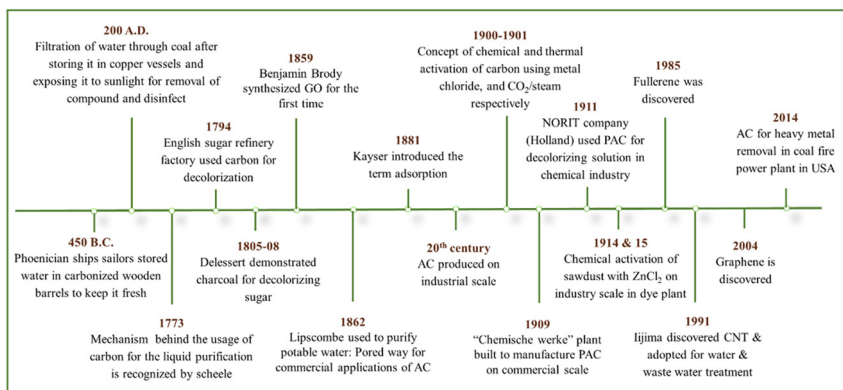 200 A.D.
Filtration of water through coal after
storing it in copper vessels and
exposing it to sunlight for removal of
compound and disinfect
1794
English sugar refinery
factory used carbon for
decolorization
1859
Benjamin Brody
synthesized GO for the
first time
1881
Kayser introduced the
term adsorption
1900-1901
Concept of chemical and thermal
activation of carbon using metal
chloride, and CO₂/steam
respectively
1911
NORIT company
(Holland) used PAC for
decolorizing solution in
chemical industry
1985
Fullerene was
discovered
2014
AC for heavy metal
removal in coal fire
power plant in USA
450 B.C.
Phoenician ships sailors stored
water in carbonized wooden
barrels to keep it fresh
1773
Mechanism behind the usage of
carbon for the liquid purification
is recognized by scheele
1805-08
Delessert demonstrated
charcoal for decolorizing
sugar
1862
Lipscombe used to purify
potable water: Pored way for
commercial applications of AC
20th century
AC produced on
industrial scale
1909
“Chemische werke” plant
built to manufacture PAC
on commercial scale
1914 & 15
Chemical activation of
sawdust with ZnCl₂ on
industry scale in dye plant
1991
Iijima discovered CNT &
adopted for water &
waste water treatment
2004
Graphene is
discovered